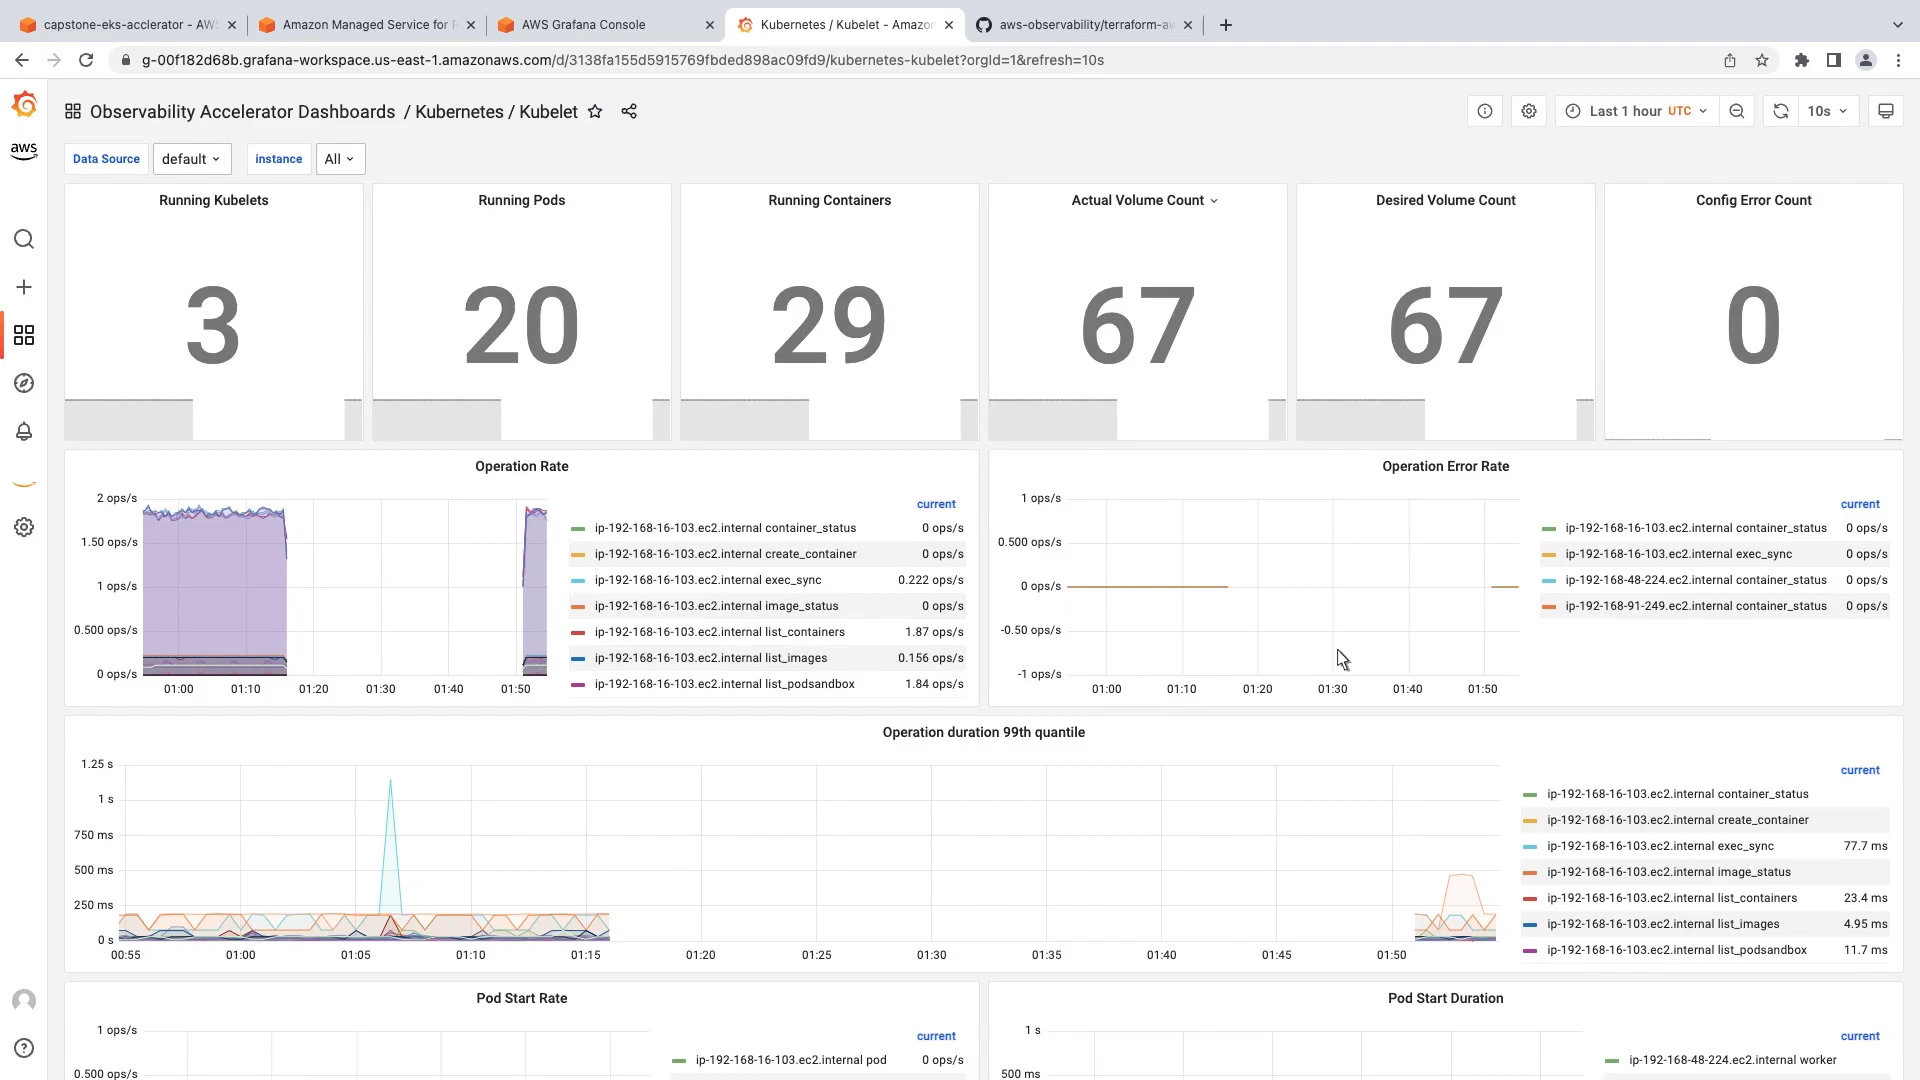 capstone-eks-acclerator - AWS
Amazon Managed Service for P
AWS Grafana Console
Kubernetes / Kubelet - Amazon
aws-observability/terraform-aw
g-00f182d68b.grafana-workspace.us-east-1.amazonaws.com/d/3138fa155d5915769fbded898ac09fd9/kubernetes-kubelet?orgId=1&refresh=10s
Observability Accelerator Dashboards / Kubernetes / Kubelet
Last 1 hour UTC
10s
aws
Data Source
default
instance
All
Running Kubelets
3
Running Pods
20
Running Containers
29
Actual Volume Count
67
Desired Volume Count
67
Config Error Count
0
Operation Rate
2 ops/s
1.50 ops/s
1 ops/s
0.500 ops/s
0 ops/s
01:00 01:10 01:20 01:30 01:40 01:50
current
ip-192-168-16-103.ec2.internal container_status 0 ops/s
ip-192-168-16-103.ec2.internal create_container 0 ops/s
ip-192-168-16-103.ec2.internal exec_sync 0.222 ops/s
ip-192-168-16-103.ec2.internal image_status 0 ops/s
ip-192-168-16-103.ec2.internal list_containers 1.87 ops/s
ip-192-168-16-103.ec2.internal list_images 0.156 ops/s
ip-192-168-16-103.ec2.internal list_podsandbox 1.84 ops/s
Operation Error Rate
1 ops/s
0.500 ops/s
0 ops/s
-0.50 ops/s
-1 ops/s
01:00 01:10 01:20 01:30 01:40 01:50
current
ip-192-168-16-103.ec2.internal container_status 0 ops/s
ip-192-168-16-103.ec2.internal exec_sync 0 ops/s
ip-192-168-48-224.ec2.internal container_status 0 ops/s
ip-192-168-91-249.ec2.internal container_status 0 ops/s
Operation duration 99th quantile
1.25 s
1 s
750 ms
500 ms
250 ms
0 s
00:55 01:00 01:05 01:10 01:15 01:20 01:25 01:30 01:35 01:40 01:45 01:50
current
ip-192-168-16-103.ec2.internal container_status
ip-192-168-16-103.ec2.internal create_container
ip-192-168-16-103.ec2.internal exec_sync 77.7 ms
ip-192-168-16-103.ec2.internal image_status
ip-192-168-16-103.ec2.internal list_containers 23.4 ms
ip-192-168-16-103.ec2.internal list_images 4.95 ms
ip-192-168-16-103.ec2.internal list_podsandbox 11.7 ms
Pod Start Rate
1 ops/s
0.500 ops/s
current
ip-192-168-16-103.ec2.internal pod 0 ops/s
Pod Start Duration
1 s
500 ms
current
ip-192-168-48-224.ec2.internal worker